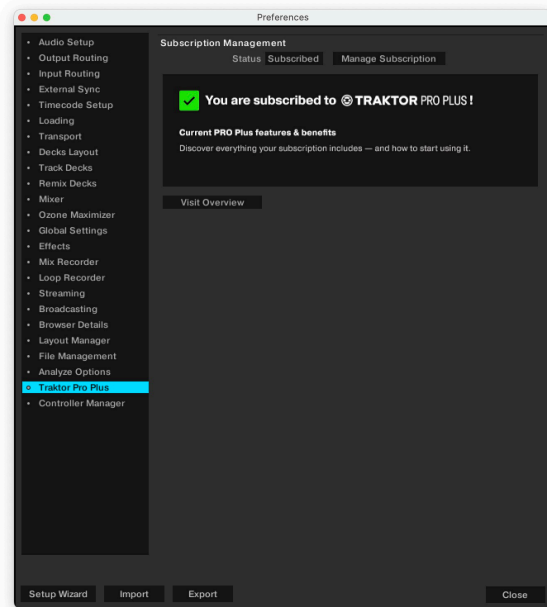 Preferences
Audio Setup
Output Routing
Input Routing
External Sync
Timecode Setup
Loading
Transport
Decks Layout
Track Decks
Remix Decks
Mixer
Ozone Maximizer
Global Settings
Effects
Mix Recorder
Loop Recorder
Streaming
Broadcasting
Browser Details
Layout Manager
File Management
Analyze Options
Traktor Pro Plus
Controller Manager
Subscription Management
Status Subscribed Manage Subscription
You are subscribed to TRAKTOR PRO PLUS!
Current PRO Plus features & benefits
Discover everything your subscription includes — and how to start using it.
Visit Overview
Setup Wizard Import Export Close